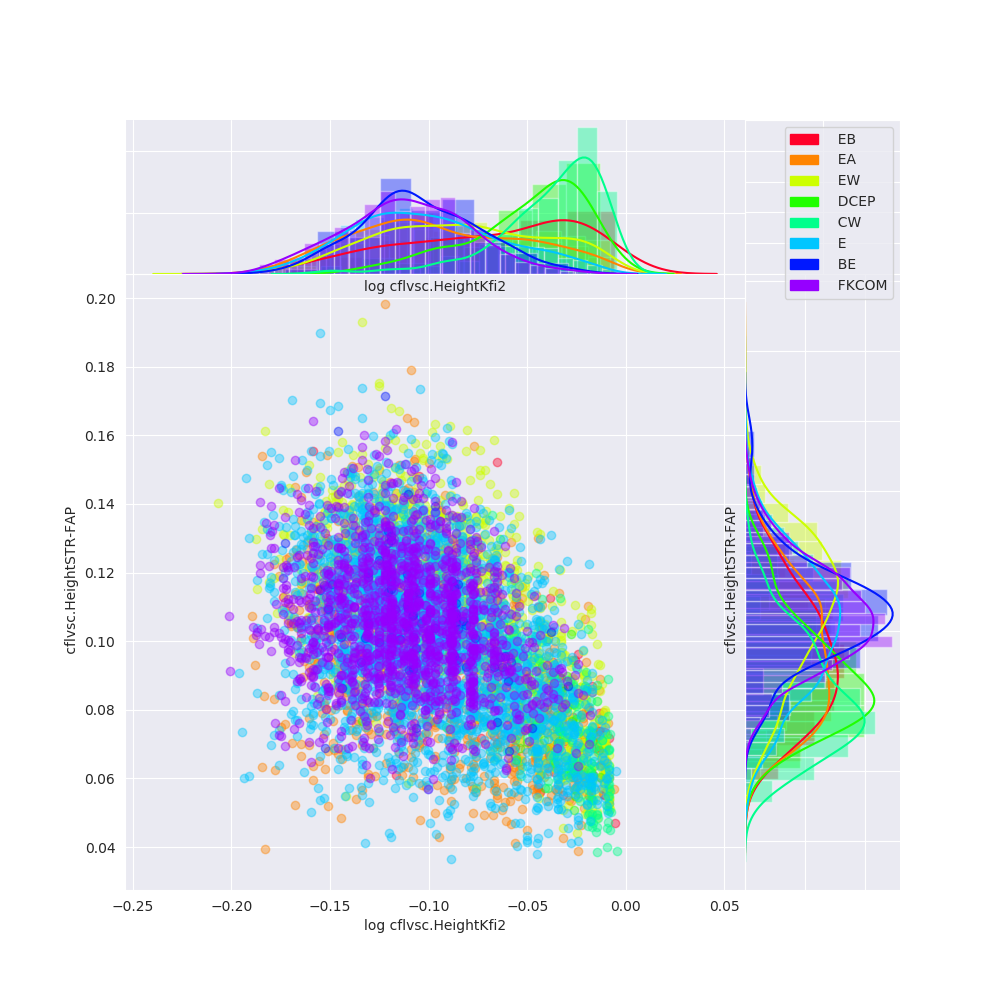 EB
EA
EW
DCEP
CW
E
BE
FKCOM
log cflvsc.HeightKfi2
0.20
0.18
0.16
0.14
0.12
0.10
0.08
0.06
0.04
cflvsc.HeightSTR-FAP
cflvsc.HeightSTR-FAP
−0.25 −0.20 −0.15 −0.10 −0.05 0.00 0.05
log cflvsc.HeightKfi2